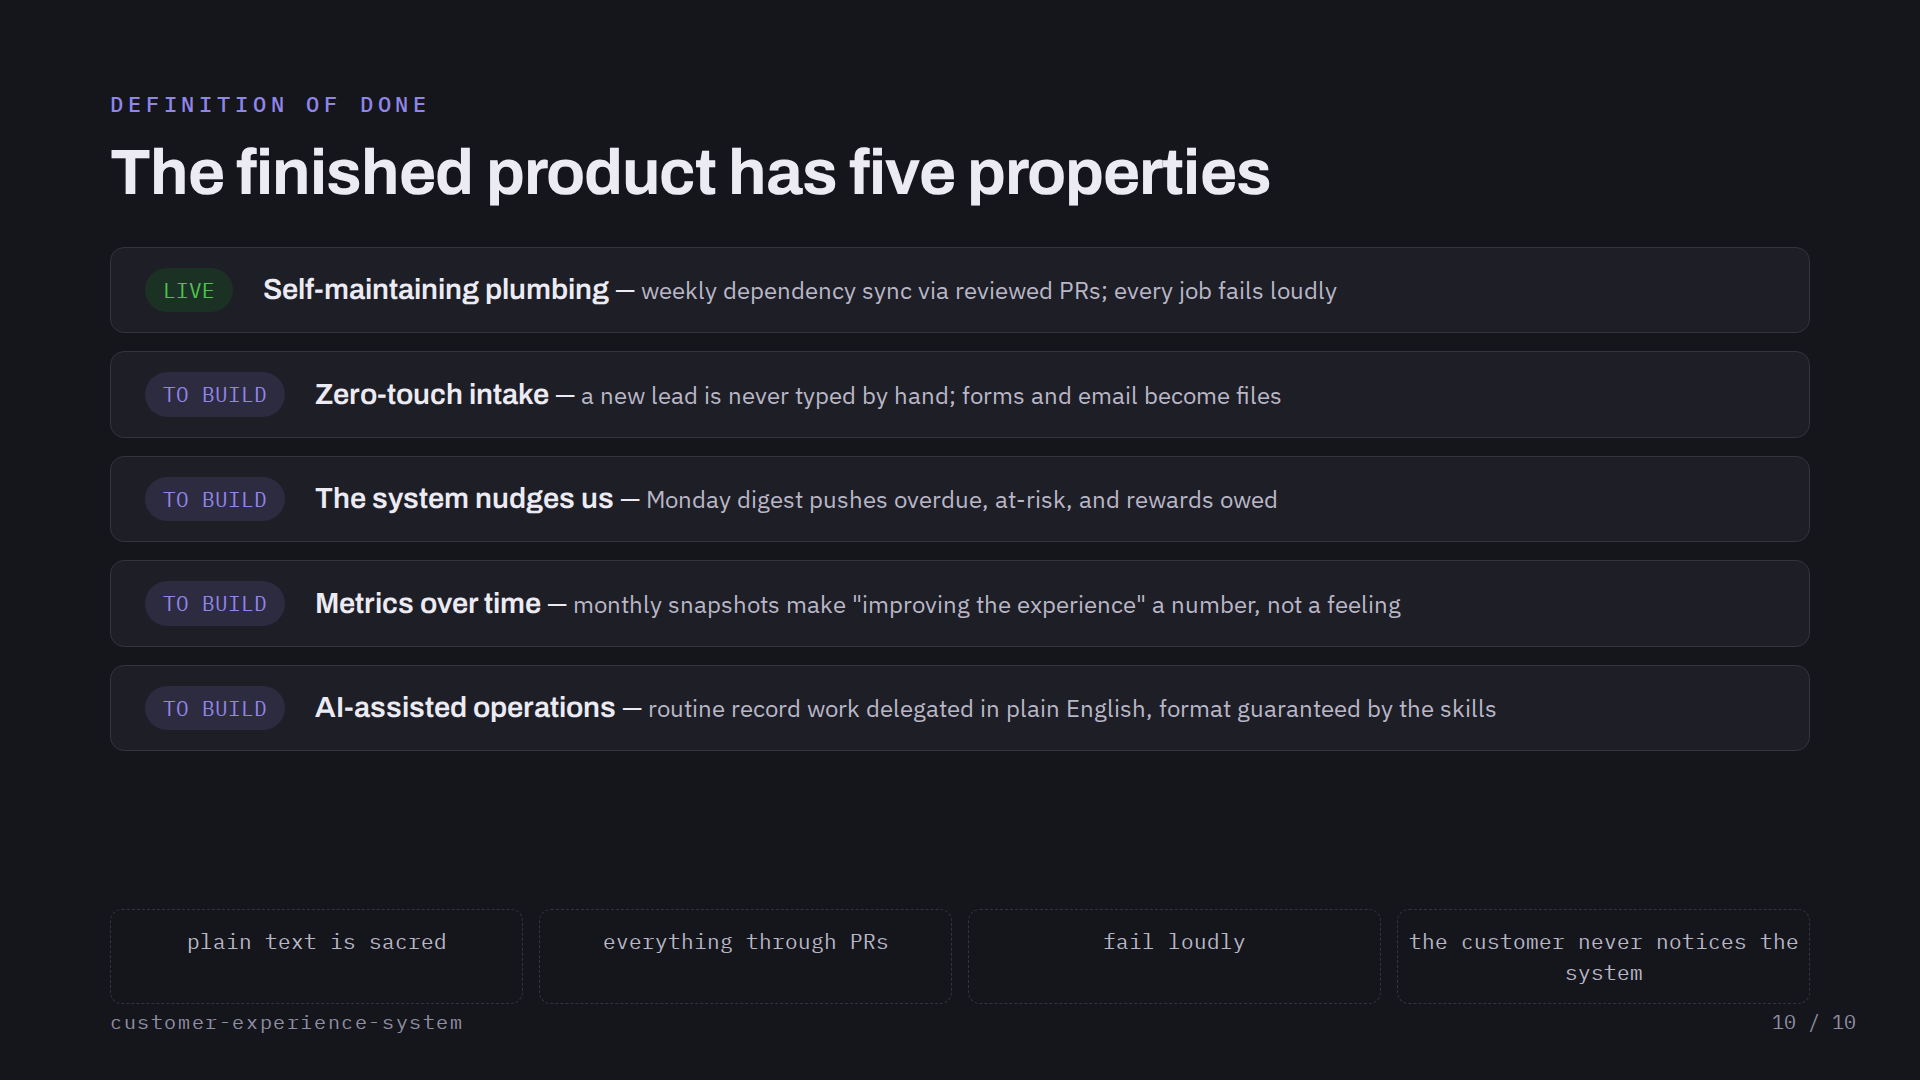 DEFINITION OF DONE
The finished product has five properties
LIVE Self-maintaining plumbing — weekly dependency sync via reviewed PRs; every job fails loudly
TO BUILD Zero-touch intake — a new lead is never typed by hand; forms and email become files
TO BUILD The system nudges us — Monday digest pushes overdue, at-risk, and rewards owed
TO BUILD Metrics over time — monthly snapshots make "improving the experience" a number, not a feeling
TO BUILD AI-assisted operations — routine record work delegated in plain English, format guaranteed by the skills
plain text is sacred
everything through PRs
fail loudly
the customer never notices the
system
customer-experience-system
10 / 10